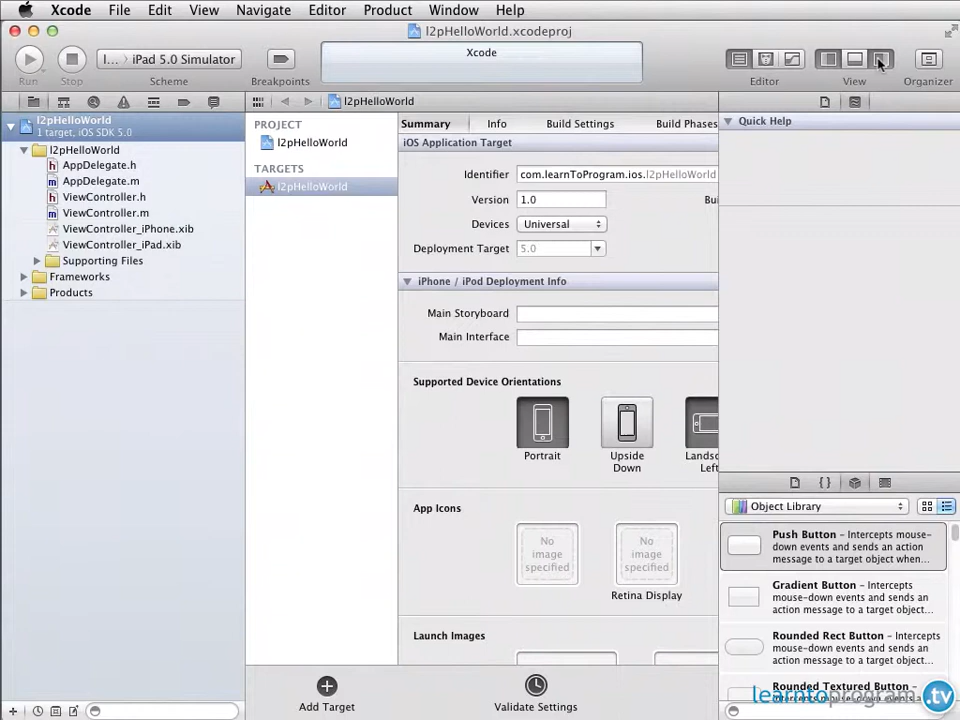 Xcode File Edit View Navigate Editor Product Window Help
l2pHelloWorld.xcodeproj
I... > iPad 5.0 Simulator
Xcode
Run Stop Scheme Breakpoints Editor View Organizer
l2pHelloWorld
1 target, iOS SDK 5.0
l2pHelloWorld
AppDelegate.h
AppDelegate.m
ViewController.h
ViewController.m
ViewController_iPhone.xib
ViewController_iPad.xib
Supporting Files
Frameworks
Products
l2pHelloWorld
PROJECT
l2pHelloWorld
TARGETS
l2pHelloWorld
Summary Info Build Settings Build Phases
iOS Application Target
Identifier com.learnToProgram.ios.l2pHelloWorld
Version 1.0 Bui
Devices Universal
Deployment Target 5.0
iPhone / iPod Deployment Info
Main Storyboard
Main Interface
Supported Device Orientations
Portrait
Upside
Down
Landsc
Left
App Icons
No
image
specified
No
image
specified
Retina Display
Launch Images
Add Target
Validate Settings
Quick Help
{}
Object Library
Push Button – Intercepts mouse-
down events and sends an action
message to a target object when...
Gradient Button – Intercepts
mouse-down events and sends an
action message to a target object...
Rounded Rect Button – Intercepts
mouse-down events and sends an
action message to a target object...
Rounded Textured Button –
learntoprogram.tv